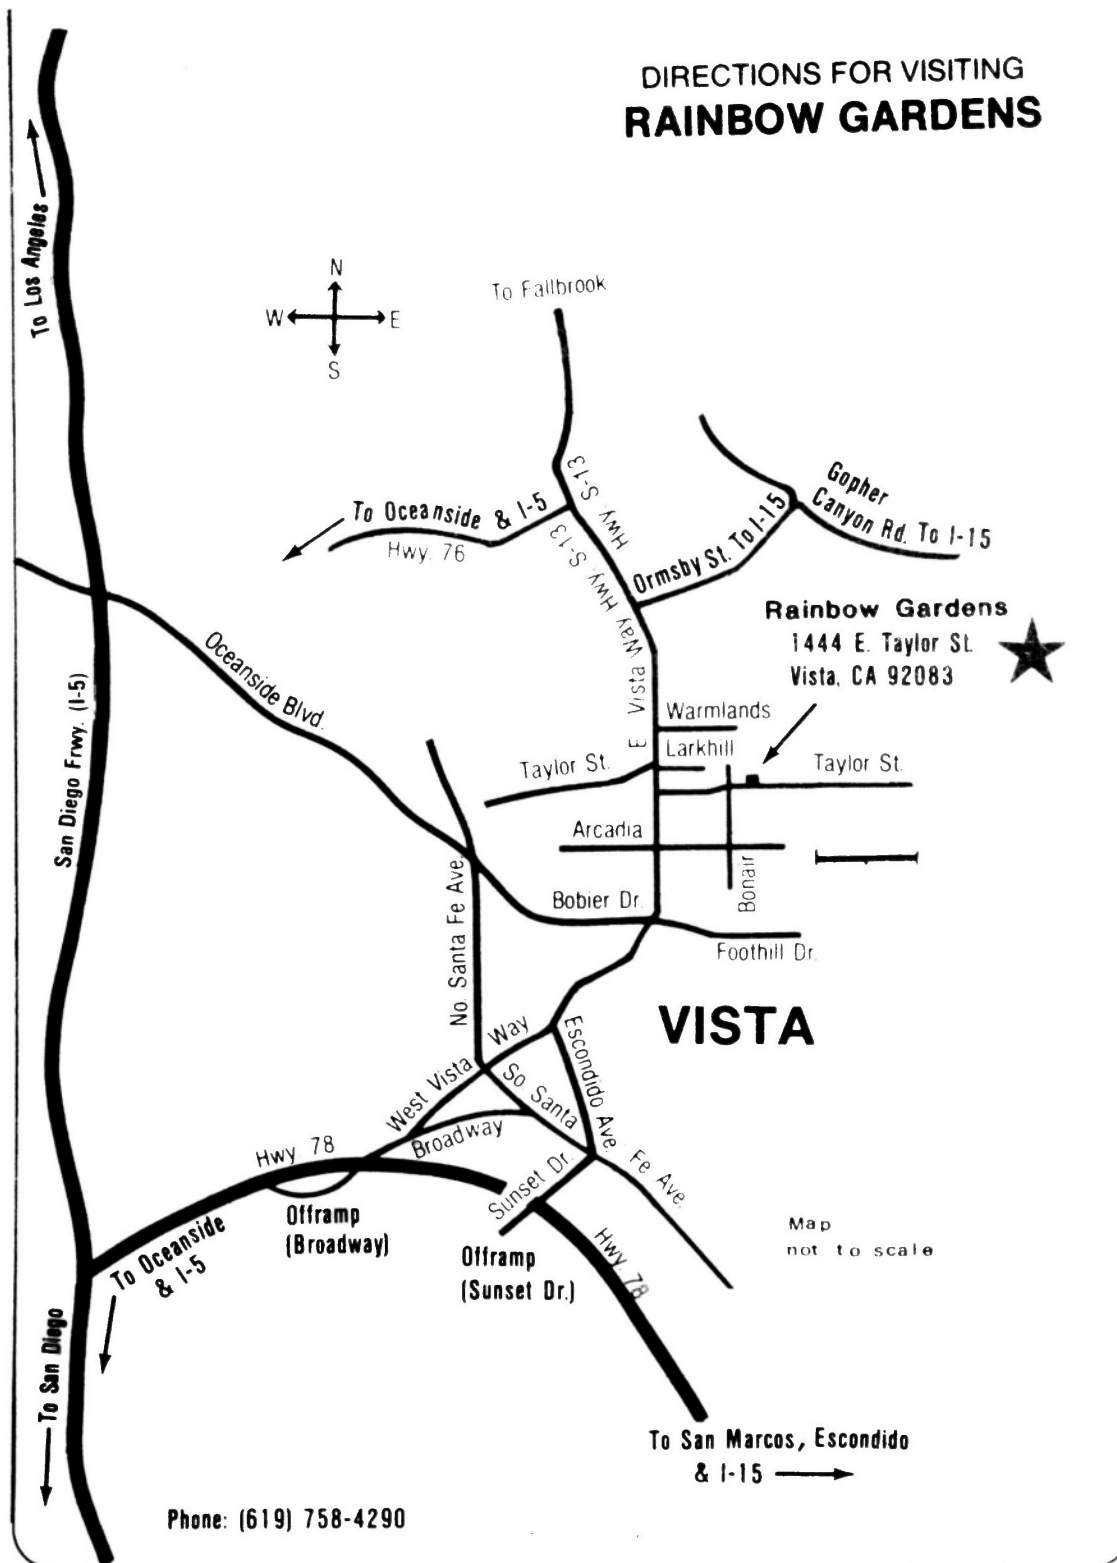 DIRECTIONS FOR VISITING
RAINBOW GARDENS
To Los Angeles
N
W E
S
To Fallbrook
Hwy. S-13
To Oceanside & I-5
Hwy. 76
Gopher
Canyon Rd. To I-15
Ormsby St. To I-15
E Vista Way Hwy. S-13
Rainbow Gardens
1444 E. Taylor St.
Vista, CA 92083
Oceanside Blvd.
San Diego Frwy. (I-5)
Warmlands
Larkhill
Taylor St.
Taylor St.
Arcadia
Bonair
No Santa Fe Ave.
Bobier Dr.
Foothill Dr.
VISTA
West Vista Way
Escondido Ave.
So Santa Fe Ave.
Broadway
Hwy 78
Sunset Dr.
Offramp
(Broadway)
To Oceanside
& I-5
Offramp
(Sunset Dr.)
Hwy. 78
Map
not to scale
To San Diego
To San Marcos, Escondido
& I-15
Phone: (619) 758-4290